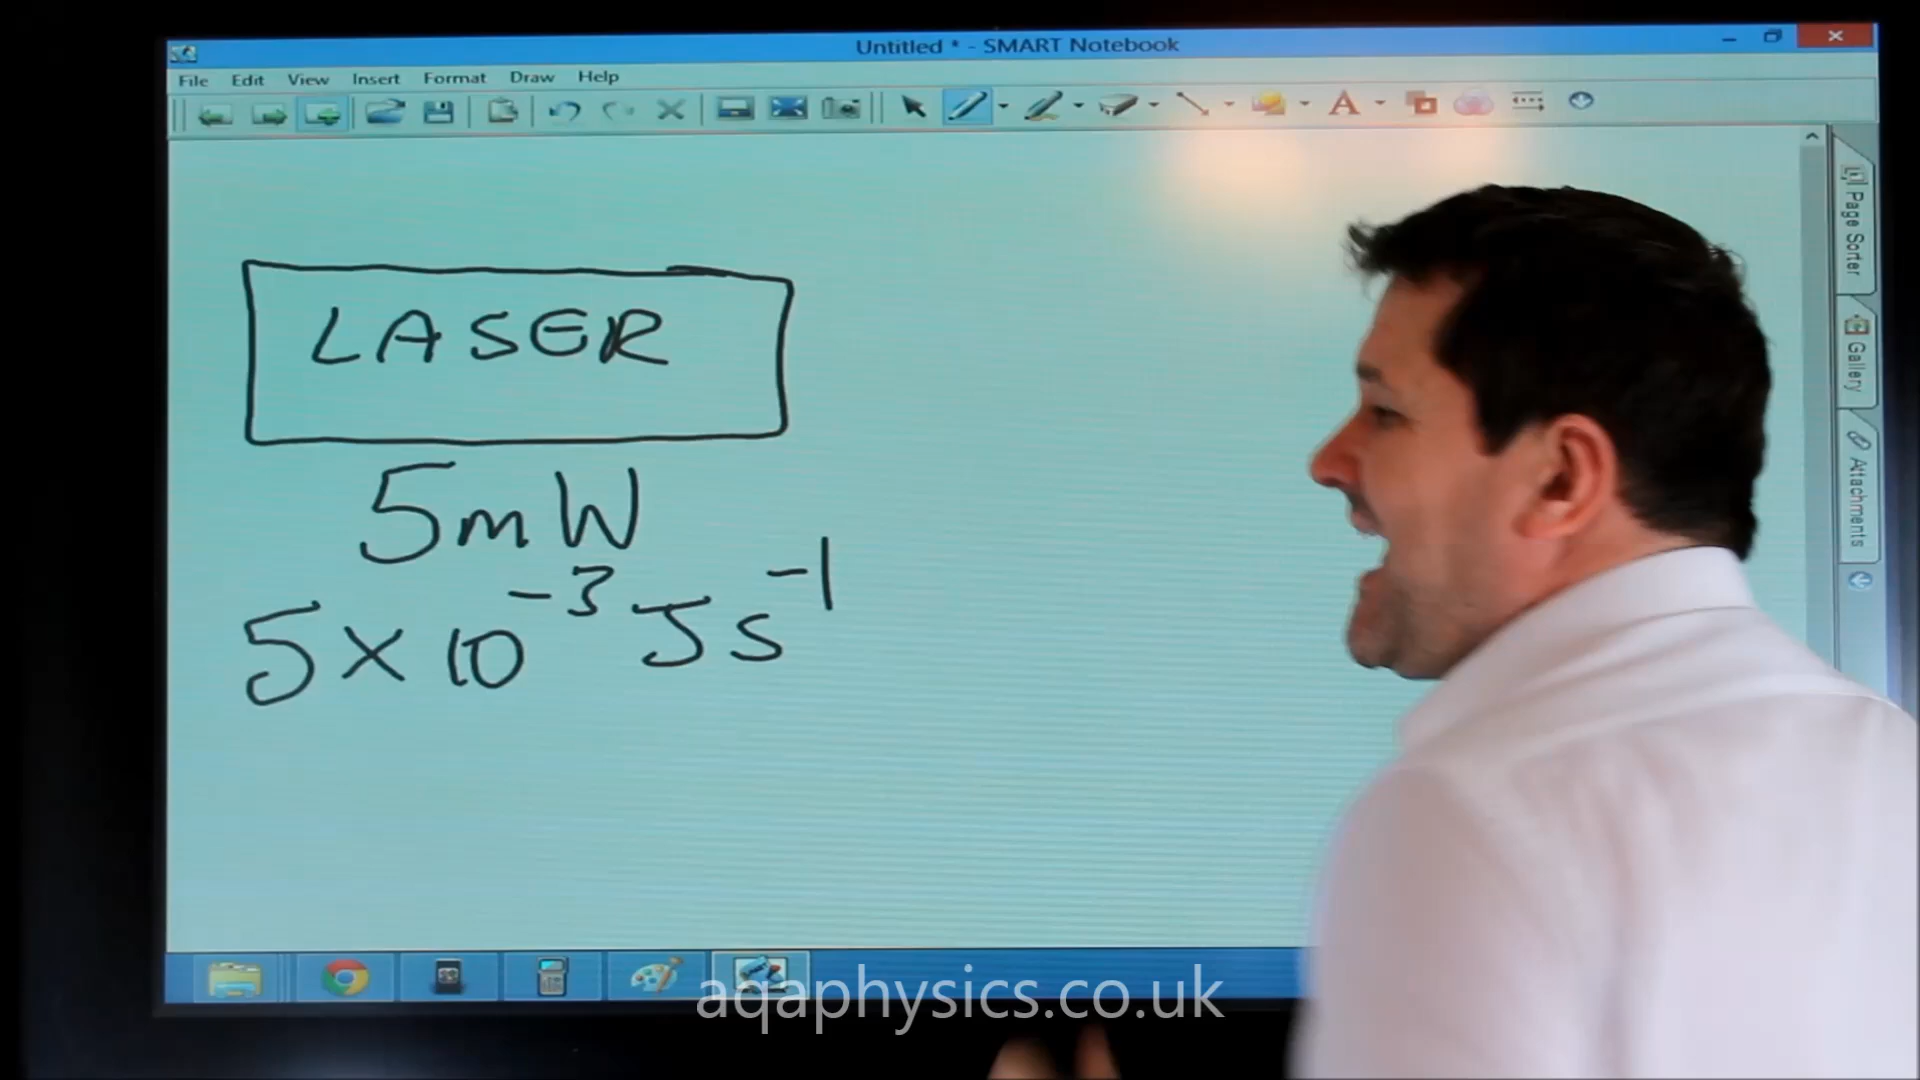 Untitled * - SMART Notebook
File Edit View Insert Format Draw Help
Page Sorter
Gallery
Attachments
LASER
5mW
5 × 10⁻³ Js⁻¹
aqaphysics.co.uk